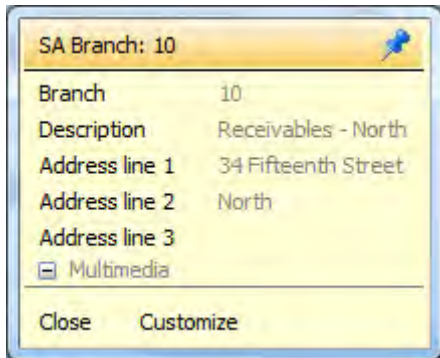 SA Branch: 10
Branch 10
Description Receivables - North
Address line 1 34 Fifteenth Street
Address line 2 North
Address line 3
Multimedia
Close Customize